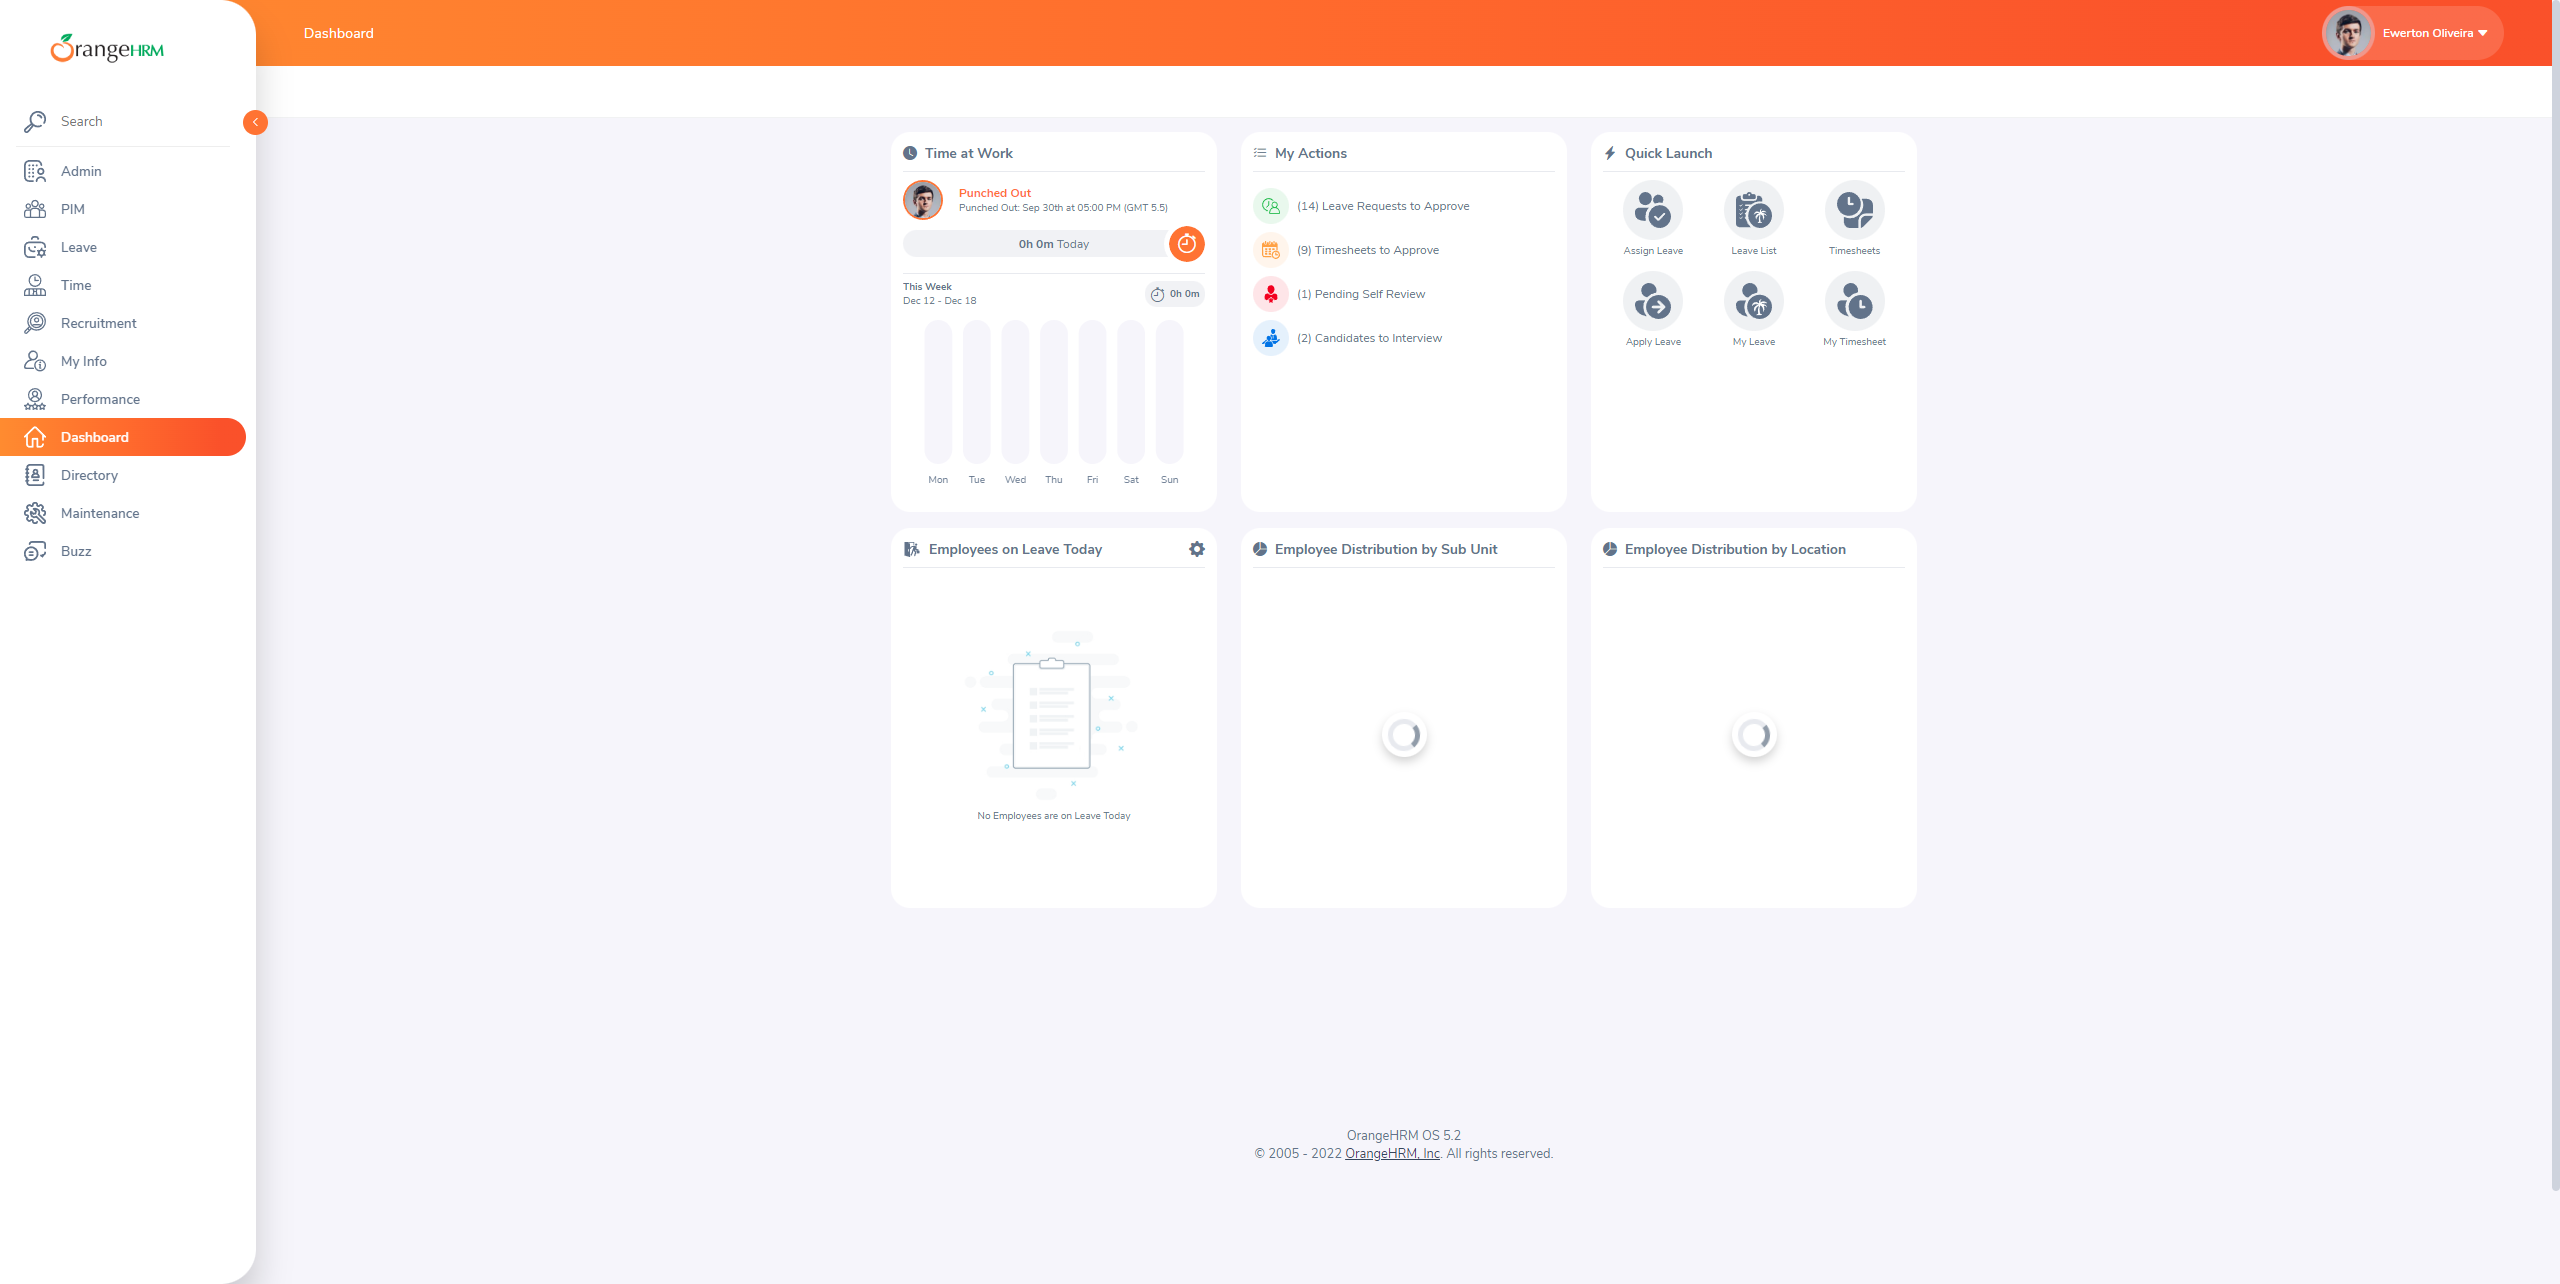 OrangeHRM
Dashboard
Ewerton Oliveira
Search
Admin
PIM
Leave
Time
Recruitment
My Info
Performance
Dashboard
Directory
Maintenance
Buzz
Time at Work
Punched Out
Punched Out: Sep 30th at 05:00 PM (GMT 5.5)
0h 0m Today
This Week
Dec 12 - Dec 18
0h 0m
Mon Tue Wed Thu Fri Sat Sun
My Actions
(14) Leave Requests to Approve
(9) Timesheets to Approve
(1) Pending Self Review
(2) Candidates to Interview
Quick Launch
Assign Leave Leave List Timesheets
Apply Leave My Leave My Timesheet
Employees on Leave Today
No Employees are on Leave Today
Employee Distribution by Sub Unit
Employee Distribution by Location
OrangeHRM OS 5.2
© 2005 - 2022 OrangeHRM, Inc. All rights reserved.